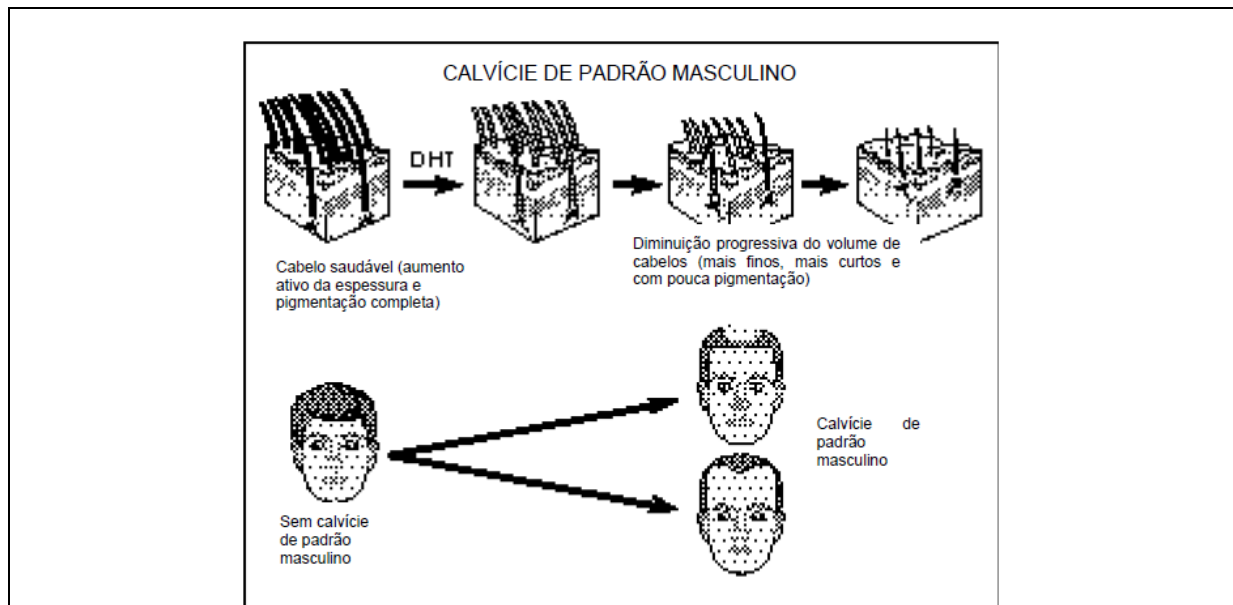 CALVÍCIE DE PADRÃO MASCULINO
DHT
Cabelo saudável (aumento
ativo da espessura e
pigmentação completa)
Diminuição progressiva do volume de
cabelos (mais finos, mais curtos e
com pouca pigmentação)
Sem calvície
de padrão
masculino
Calvície de
padrão
masculino